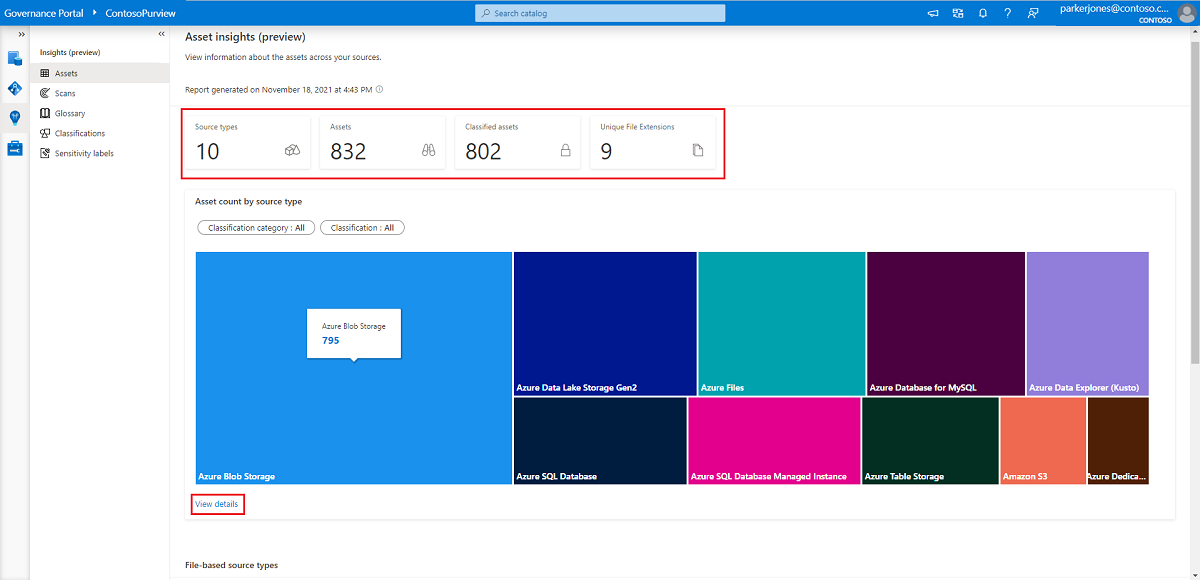 Governance Portal ▸ ContosoPurview
Search catalog
parkerjones@contoso.c...
CONTOSO
Insights (preview)
Assets
Scans
Glossary
Classifications
Sensitivity labels
Asset insights (preview)
View information about the assets across your sources.
Report generated on November 18, 2021 at 4:43 PM
Source types
10
Assets
832
Classified assets
802
Unique File Extensions
9
Asset count by source type
Classification category : All
Classification : All
Azure Blob Storage
795
Azure Data Lake Storage Gen2
Azure Files
Azure Database for MySQL
Azure Data Explorer (Kusto)
Azure Blob Storage
Azure SQL Database
Azure SQL Database Managed Instance
Azure Table Storage
Amazon S3
Azure Dedica...
View details
File-based source types